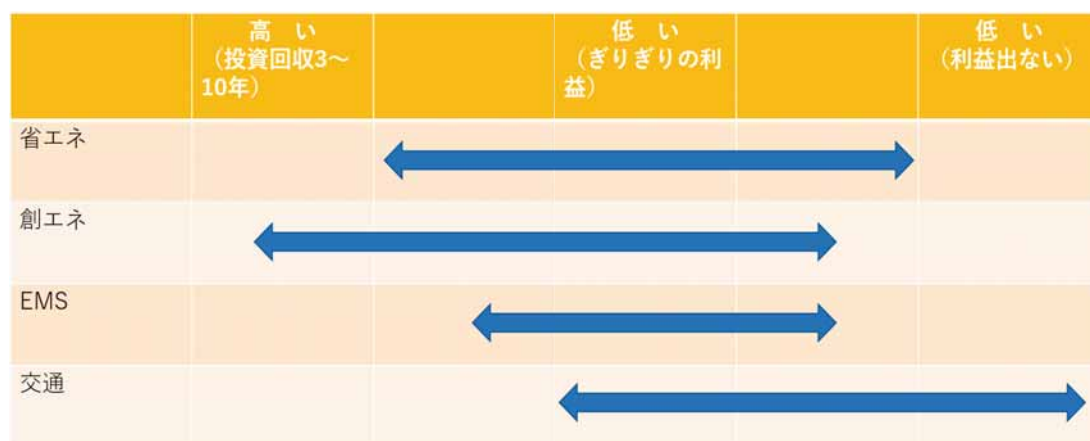 高 い
（投資回収3～
10年）
低 い
（ぎりぎりの利
益）
低 い
（利益出ない）
省エネ
創エネ
EMS
交通